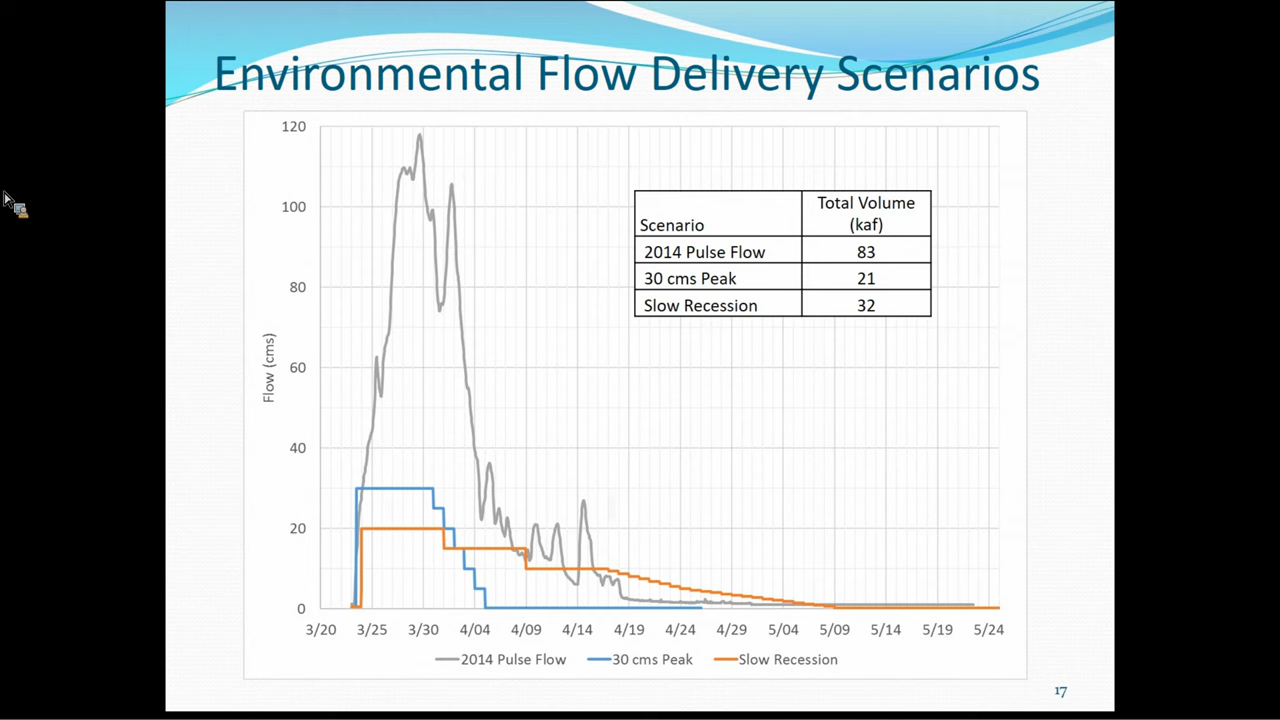 Environmental Flow Delivery Scenarios
120
100
80
60
40
20
0
Flow (cms)
Scenario
Total Volume
(kaf)
2014 Pulse Flow 83
30 cms Peak 21
Slow Recession 32
3/20 3/25 3/30 4/04 4/09 4/14 4/19 4/24 4/29 5/04 5/09 5/14 5/19 5/24
2014 Pulse Flow 30 cms Peak Slow Recession
17